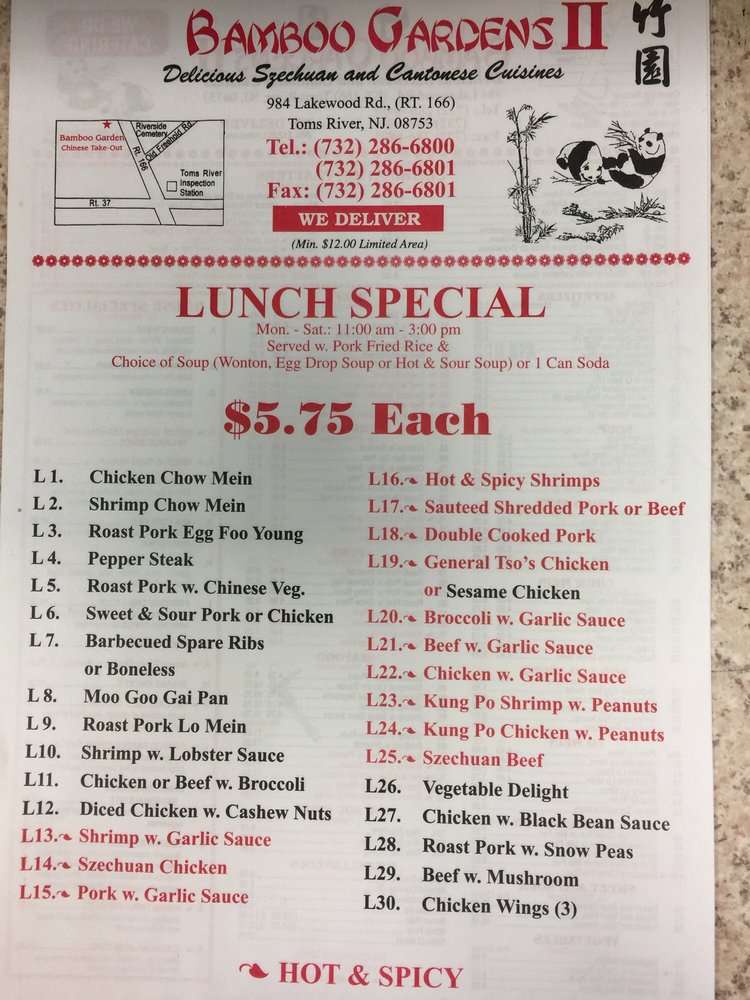 BAMBOO GARDENS II
竹園
Delicious Szechuan and Cantonese Cuisines
984 Lakewood Rd., (RT. 166)
Toms River, NJ. 08753
Tel.: (732) 286-6800
(732) 286-6801
Fax: (732) 286-6801
WE DELIVER
(Min. $12.00 Limited Area)
Riverside
Cemetery
Old Freehold Rd.
Bamboo Garden
Chinese Take-Out
Rt. 166
Toms River
Inspection
Station
Rt. 37
LUNCH SPECIAL
Mon. - Sat.: 11:00 am - 3:00 pm
Served w. Pork Fried Rice &
Choice of Soup (Wonton, Egg Drop Soup or Hot & Sour Soup) or 1 Can Soda
$5.75 Each
L 1. Chicken Chow Mein
L 2. Shrimp Chow Mein
L 3. Roast Pork Egg Foo Young
L 4. Pepper Steak
L 5. Roast Pork w. Chinese Veg.
L 6. Sweet & Sour Pork or Chicken
L 7. Barbecued Spare Ribs
or Boneless
L 8. Moo Goo Gai Pan
L 9. Roast Pork Lo Mein
L10. Shrimp w. Lobster Sauce
L11. Chicken or Beef w. Broccoli
L12. Diced Chicken w. Cashew Nuts
L13. Shrimp w. Garlic Sauce
L14. Szechuan Chicken
L15. Pork w. Garlic Sauce
L16. Hot & Spicy Shrimps
L17. Sauteed Shredded Pork or Beef
L18. Double Cooked Pork
L19. General Tso's Chicken
or Sesame Chicken
L20. Broccoli w. Garlic Sauce
L21. Beef w. Garlic Sauce
L22. Chicken w. Garlic Sauce
L23. Kung Po Shrimp w. Peanuts
L24. Kung Po Chicken w. Peanuts
L25. Szechuan Beef
L26. Vegetable Delight
L27. Chicken w. Black Bean Sauce
L28. Roast Pork w. Snow Peas
L29. Beef w. Mushroom
L30. Chicken Wings (3)
HOT & SPICY